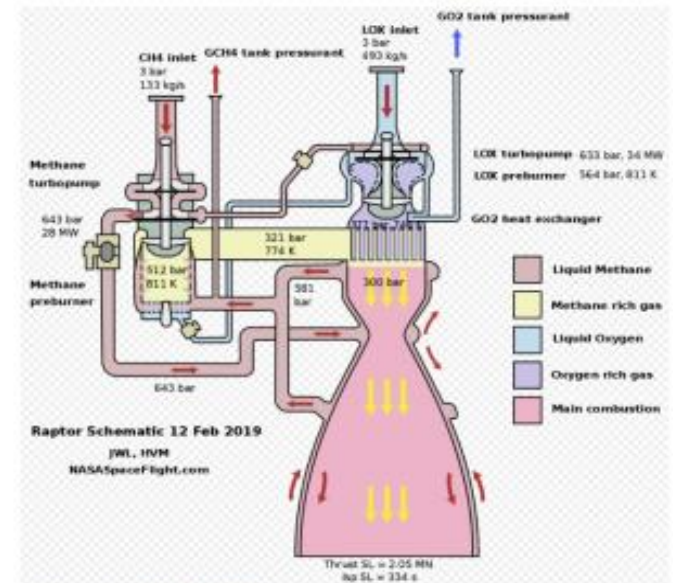 GO2 tank pressurant
LOX inlet
3 bar
493 kg/s
GCH4 tank pressurant
CH4 inlet
3 bar
133 kg/s
Methane
turbopump
643 bar
28 MW
Methane
preburner
LOX turbopump 633 bar, 34 MW
LOX preburner 564 bar, 811 K
GO2 heat exchanger
321 bar
774 K
512 bar
811 K
581
bar
300 bar
643 bar
Liquid Methane
Methane rich gas
Liquid Oxygen
Oxygen rich gas
Main combustion
Raptor Schematic 12 Feb 2019
JWL, HVM
NASASpaceFlight.com
Thrust SL = 2.05 MN
Isp SL = 334 s